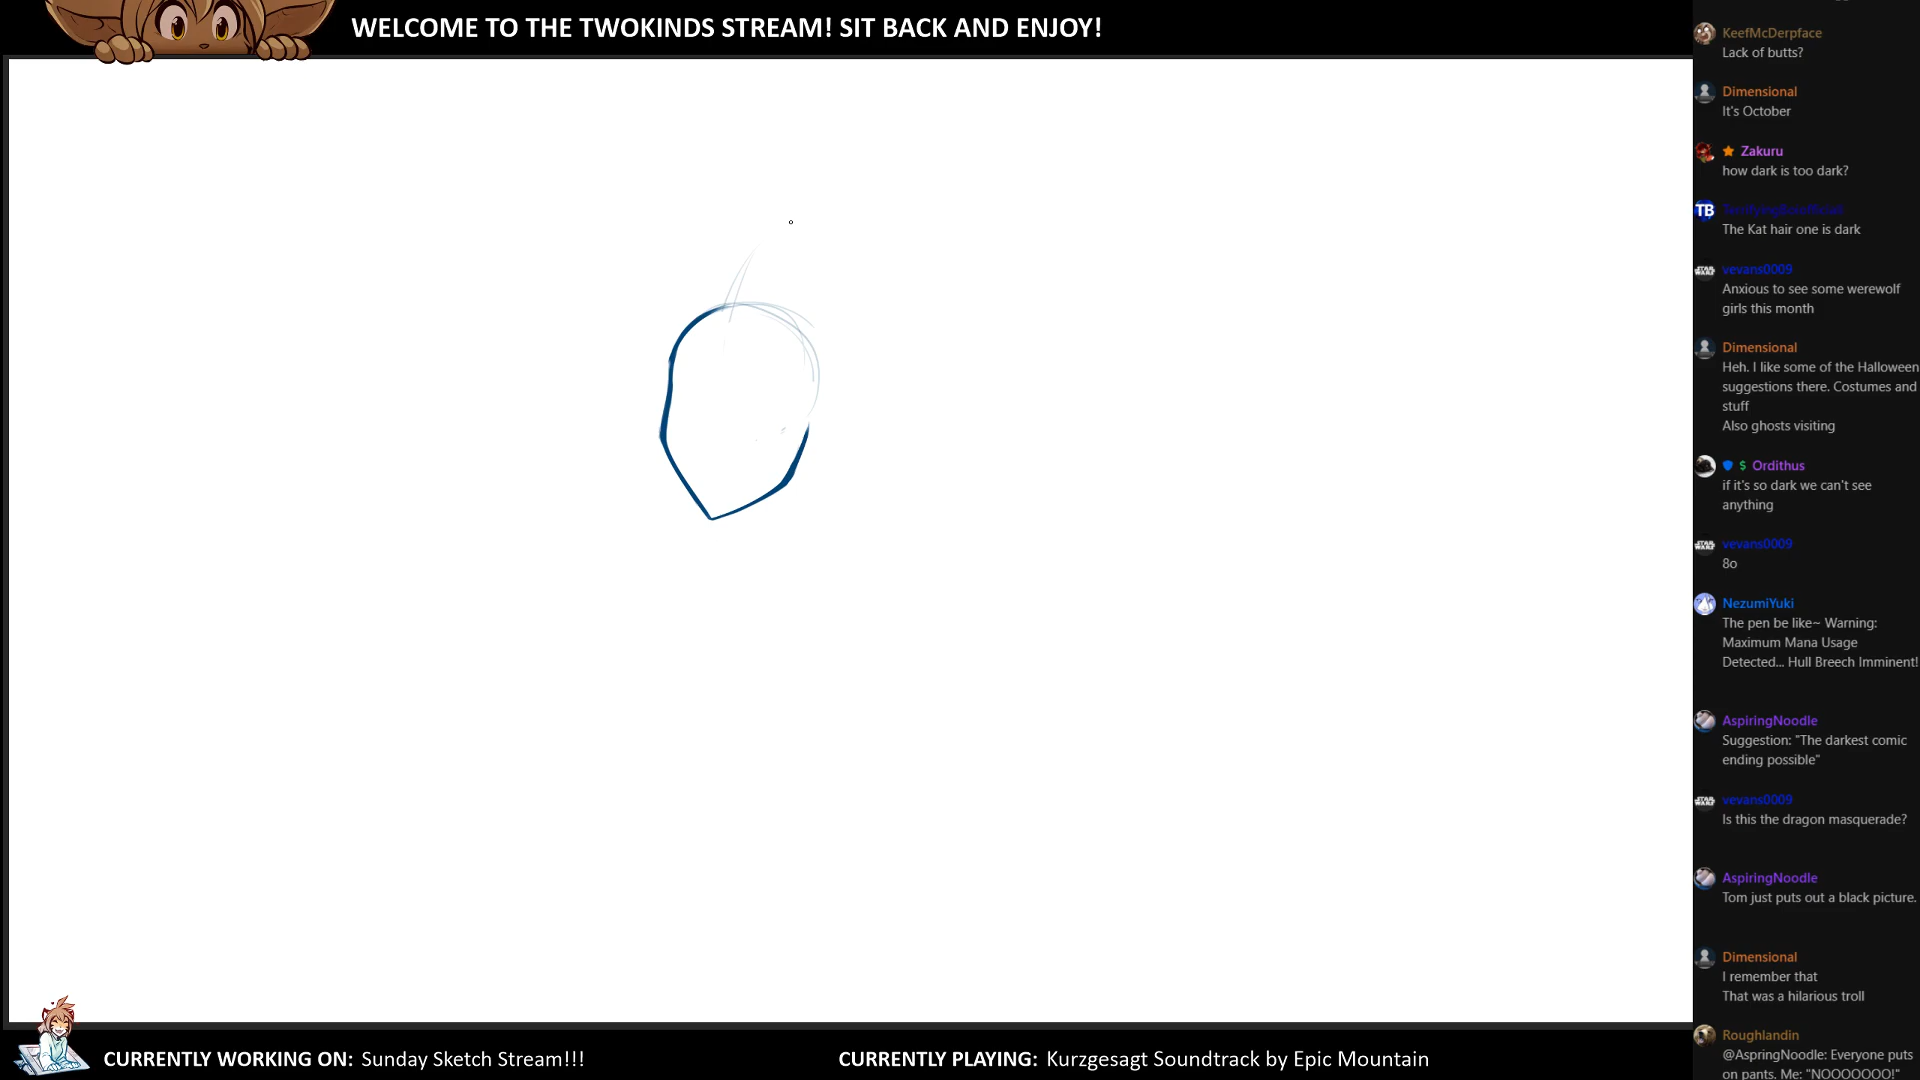 WELCOME TO THE TWOKINDS STREAM! SIT BACK AND ENJOY!
KeefMcDerpface
Lack of butts?
Dimensional
It's October
Zakuru
how dark is too dark?
TB
The Kat hair one is dark
vevans0009
Anxious to see some werewolf
girls this month
Dimensional
Heh. I like some of the Halloween
suggestions there. Costumes and
stuff
Also ghosts visiting
$ Ordithus
if it's so dark we can't see
anything
vevans0009
8o
NezumiYuki
The pen be like~ Warning:
Maximum Mana Usage
Detected... Hull Breech Imminent!
AspiringNoodle
Suggestion: "The darkest comic
ending possible"
vevans0009
Is this the dragon masquerade?
AspiringNoodle
Tom just puts out a black picture.
Dimensional
I remember that
That was a hilarious troll
Roughlandin
@AspringNoodle: Everyone puts
on pants. Me: "NOOOOOOO!"
CURRENTLY WORKING ON: Sunday Sketch Stream!!!
CURRENTLY PLAYING: Kurzgesagt Soundtrack by Epic Mountain